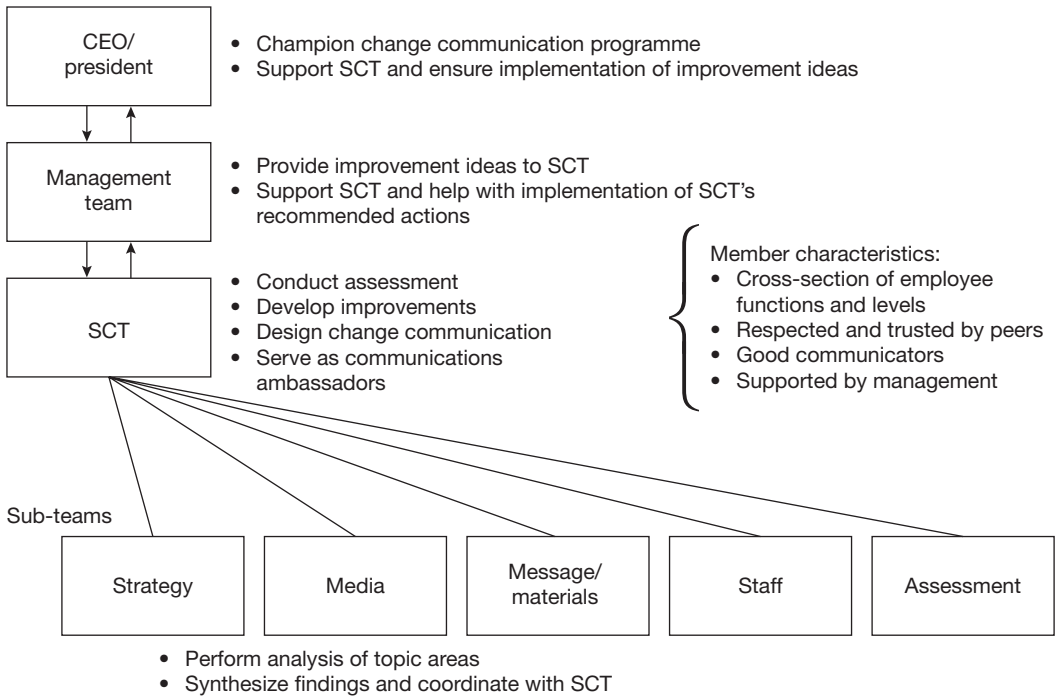 CEO/
president
• Champion change communication programme
• Support SCT and ensure implementation of improvement ideas
Management
team
• Provide improvement ideas to SCT
• Support SCT and help with implementation of SCT’s
recommended actions
SCT
• Conduct assessment
• Develop improvements
• Design change communication
• Serve as communications
ambassadors
Member characteristics:
• Cross-section of employee
functions and levels
• Respected and trusted by peers
• Good communicators
• Supported by management
Sub-teams
Strategy
Media
Message/
materials
Staff
Assessment
• Perform analysis of topic areas
• Synthesize findings and coordinate with SCT